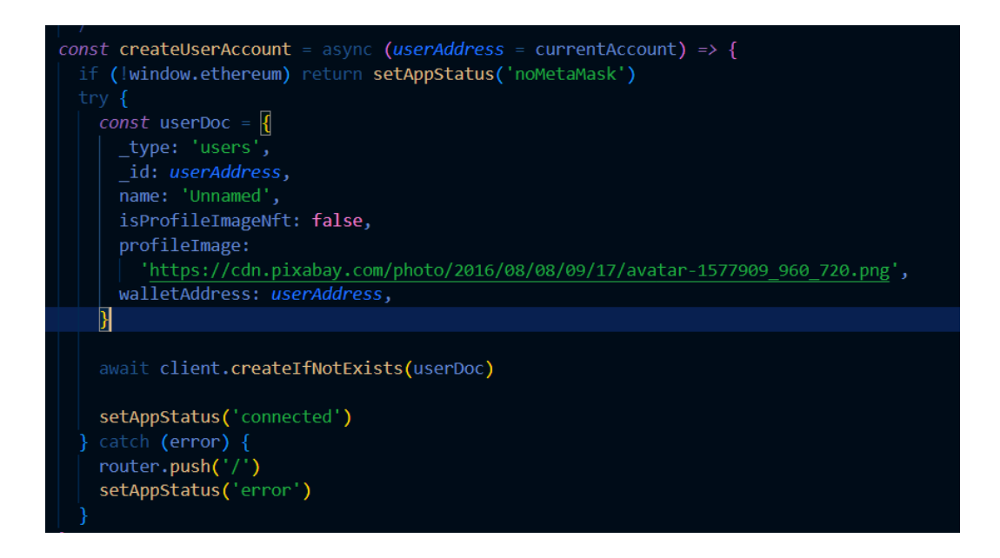 const createUserAccount = async (userAddress = currentAccount) => {
if (!window.ethereum) return setAppStatus('noMetaMask')
try {
const userDoc = {
_type: 'users',
_id: userAddress,
name: 'Unnamed',
isProfileImageNft: false,
profileImage:
'https://cdn.pixabay.com/photo/2016/08/08/09/17/avatar-1577909_960_720.png',
walletAddress: userAddress,
}
await client.createIfNotExists(userDoc)
setAppStatus('connected')
} catch (error) {
router.push('/')
setAppStatus('error')
}